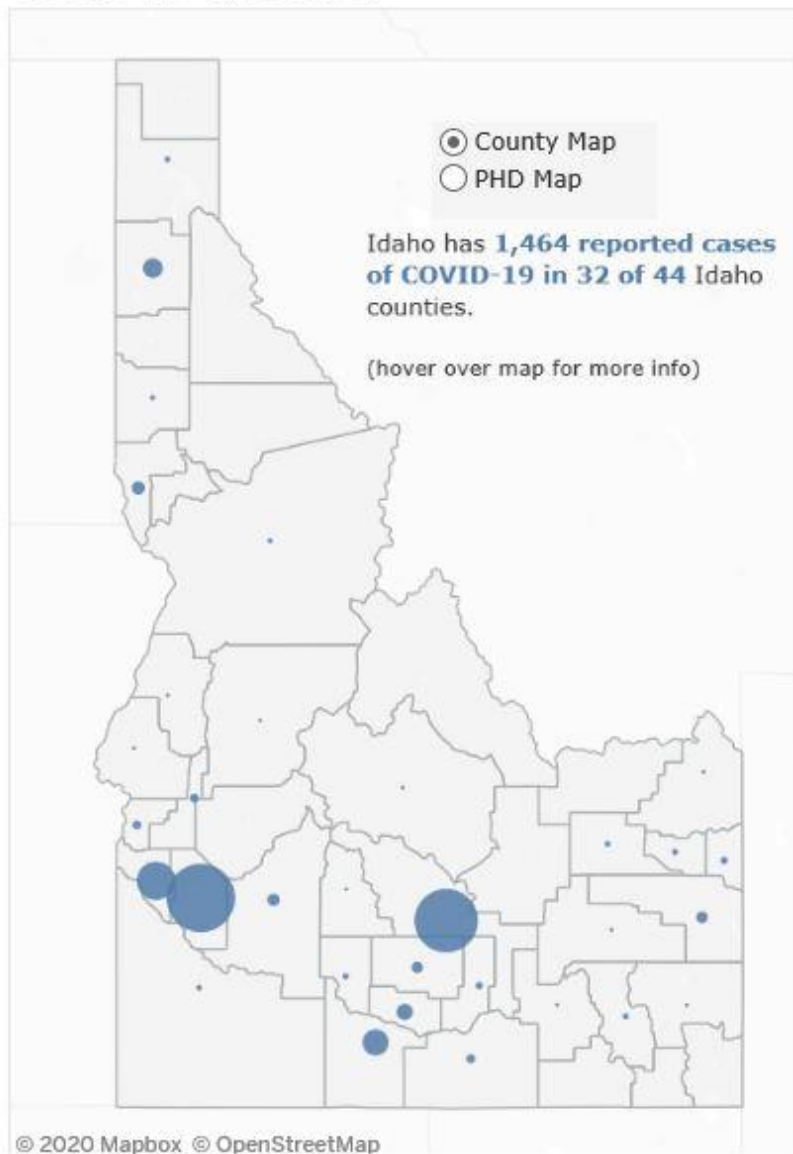 County Map
PHD Map
Idaho has 1,464 reported cases
of COVID-19 in 32 of 44 Idaho
counties.
(hover over map for more info)
© 2020 Mapbox © OpenStreetMap